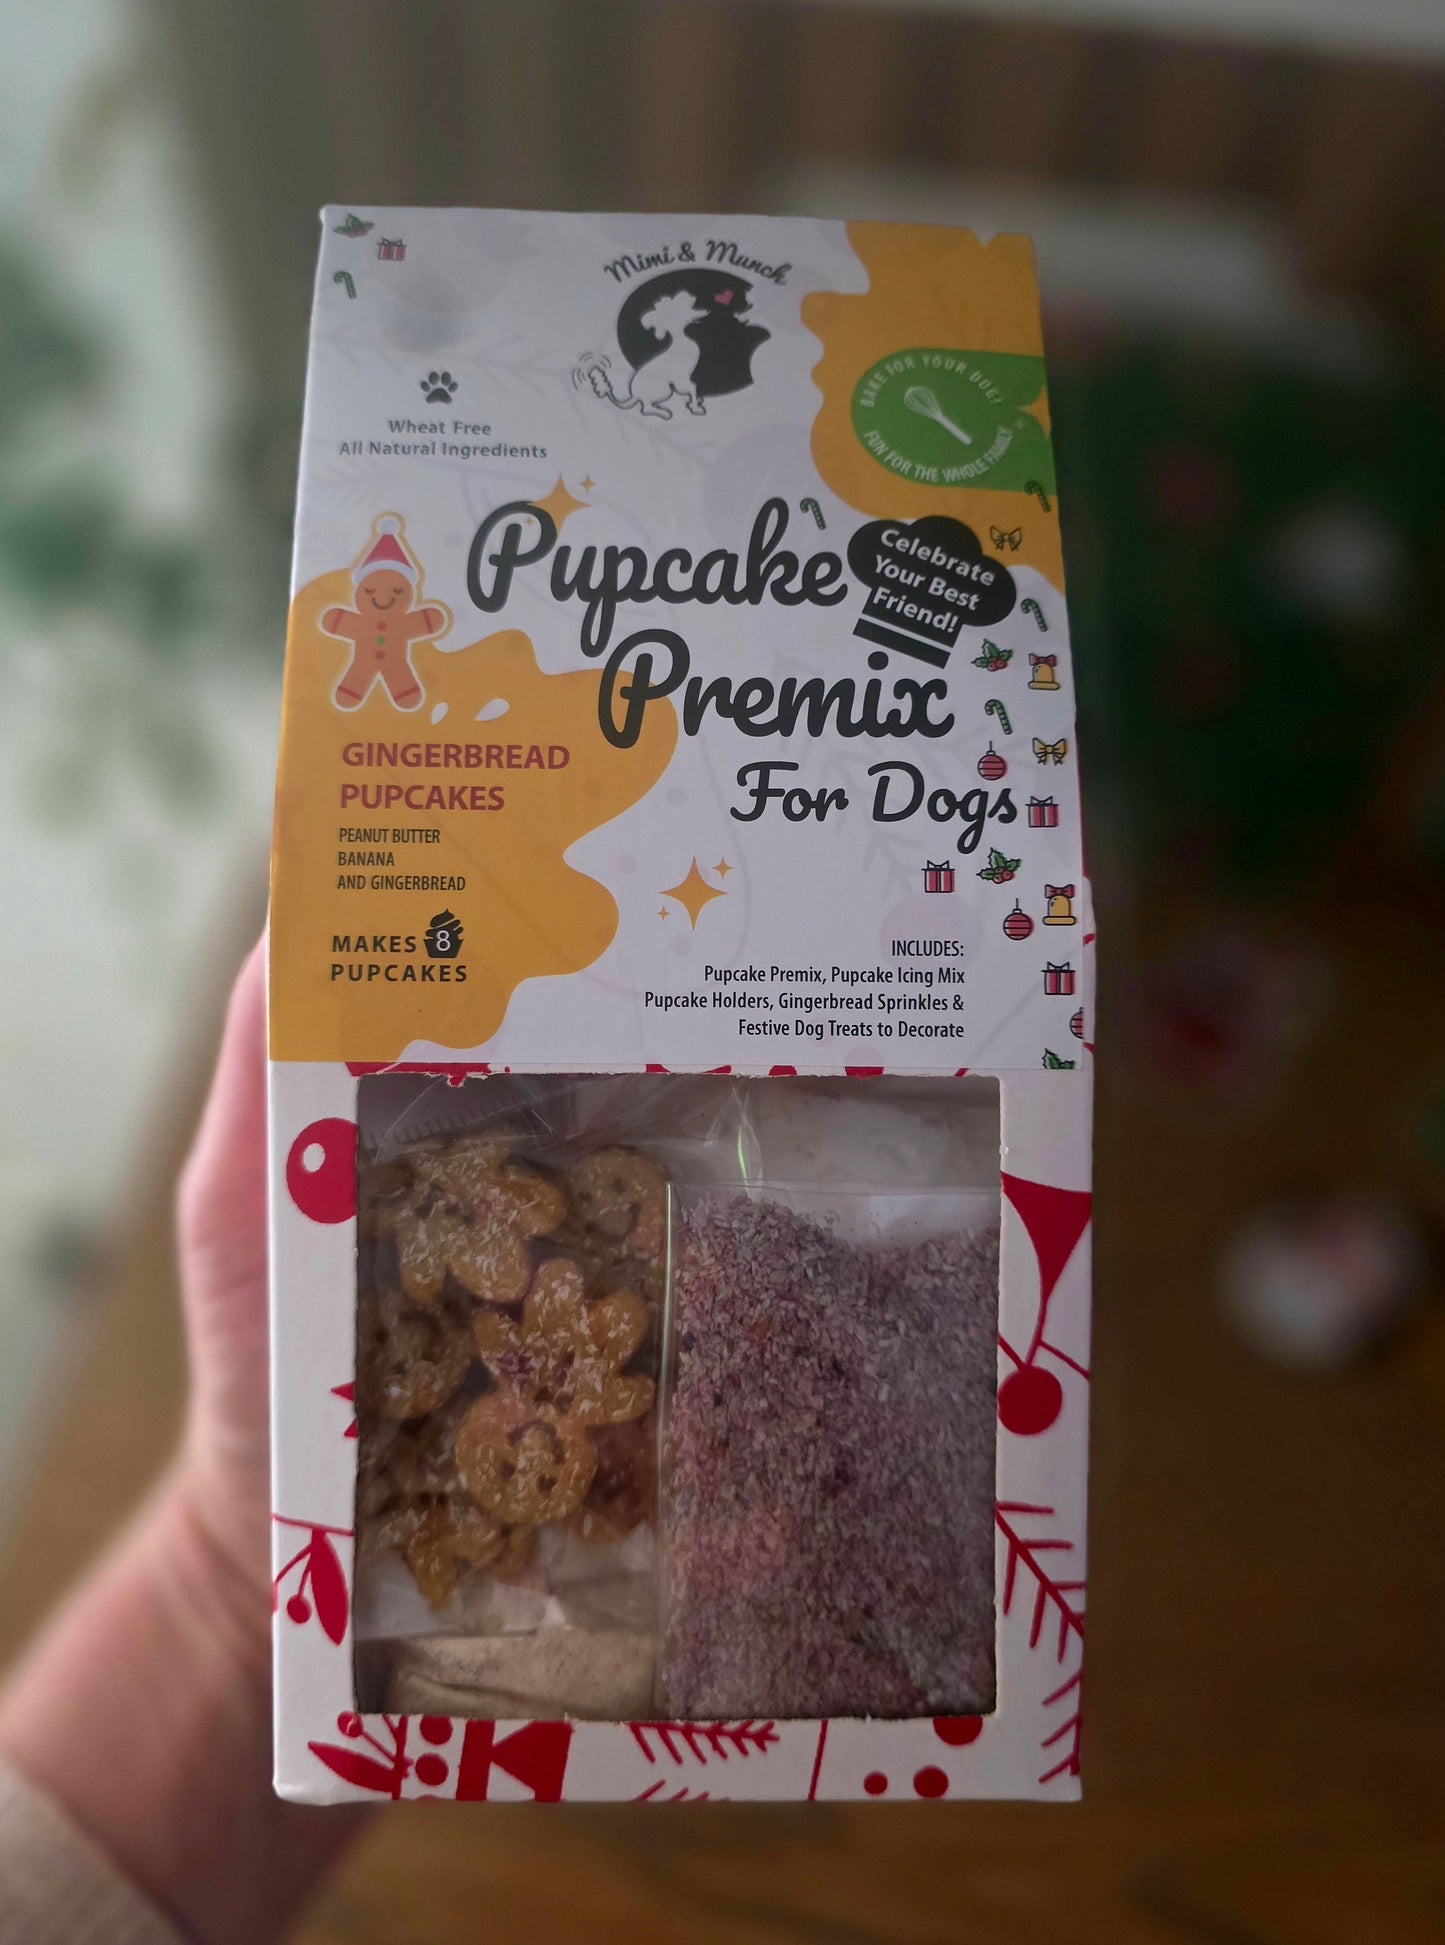 Mimi & Munch
BAKE FOR YOUR DOG!
FUN FOR THE WHOLE FAMILY
Wheat Free
All Natural Ingredients
Pupcake
Premix
For Dogs
Celebrate
Your Best
Friend!
GINGERBREAD
PUPCAKES
PEANUT BUTTER
BANANA
AND GINGERBREAD
MAKES 8
PUPCAKES
INCLUDES:
Pupcake Premix, Pupcake Icing Mix
Pupcake Holders, Gingerbread Sprinkles &
Festive Dog Treats to Decorate